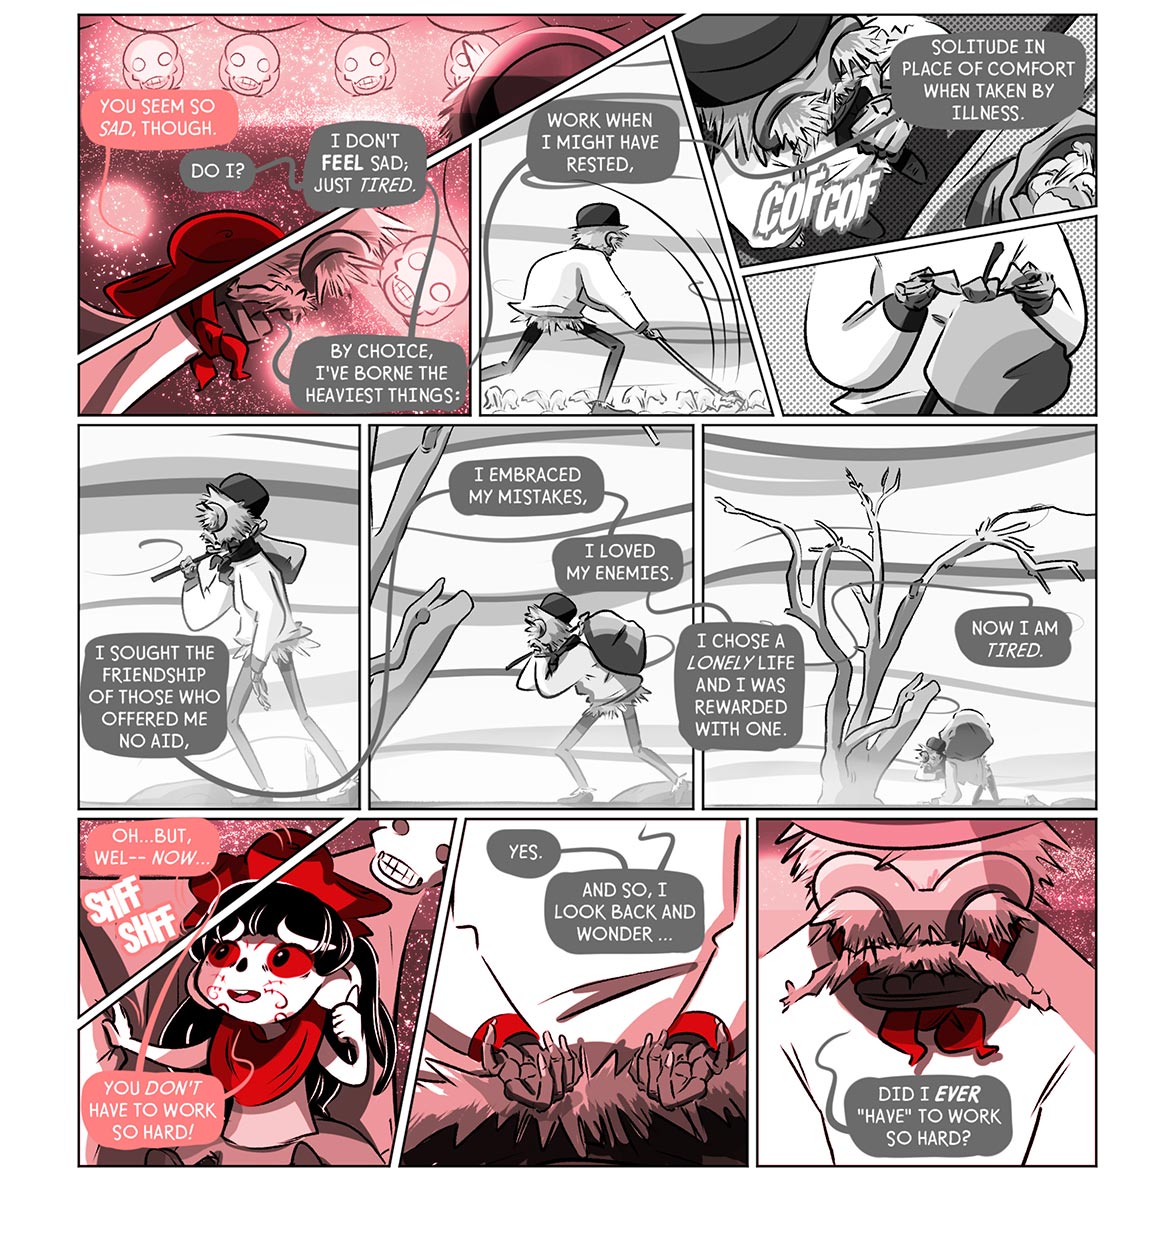 YOU SEEM SO
SAD, THOUGH.
DO I?
I DON'T
FEEL SAD;
JUST TIRED.
BY CHOICE,
I'VE BORNE THE
HEAVIEST THINGS:
WORK WHEN
I MIGHT HAVE
RESTED,
SOLITUDE IN
PLACE OF COMFORT
WHEN TAKEN BY
ILLNESS.
COF COF
I SOUGHT THE
FRIENDSHIP
OF THOSE WHO
OFFERED ME
NO AID,
I EMBRACED
MY MISTAKES,
I LOVED
MY ENEMIES.
I CHOSE A
LONELY LIFE
AND I WAS
REWARDED
WITH ONE.
NOW I AM
TIRED.
OH...BUT,
WEL-- NOW...
SHFF
SHFF
YOU DON'T
HAVE TO WORK
SO HARD!
YES.
AND SO, I
LOOK BACK AND
WONDER ...
DID I EVER
"HAVE" TO WORK
SO HARD?